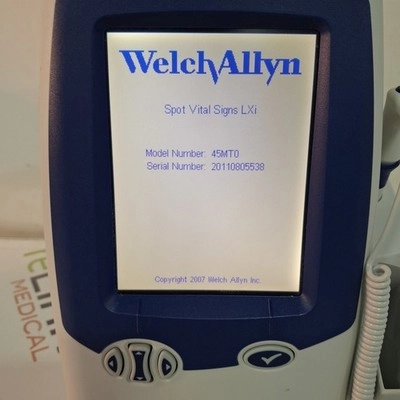 WelchAllyn
Spot Vital Signs LXi
Model Number: 45MT0
Serial Number: 20110805538
Copyright 2007 Welch Allyn Inc.
MEDICAL